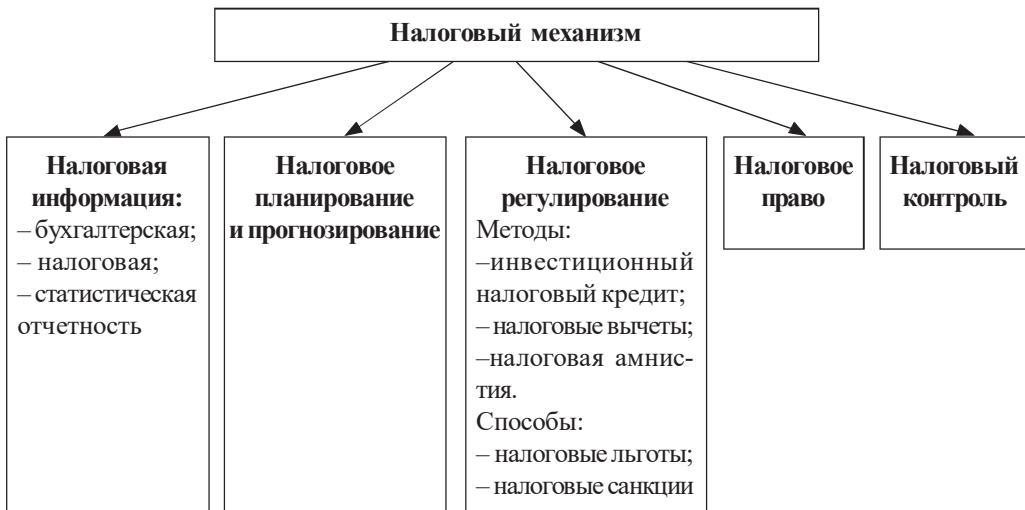 Налоговый механизм
Налоговая
информация:
– бухгалтерская;
– налоговая;
– статистическая
отчетность
Налоговое
планирование
и прогнозирование
Налоговое
регулирование
Методы:
–инвестиционный
налоговый кредит;
– налоговые вычеты;
–налоговая амнис-
тия.
Способы:
– налоговые льготы;
– налоговые санкции
Налоговое
право
Налоговый
контроль